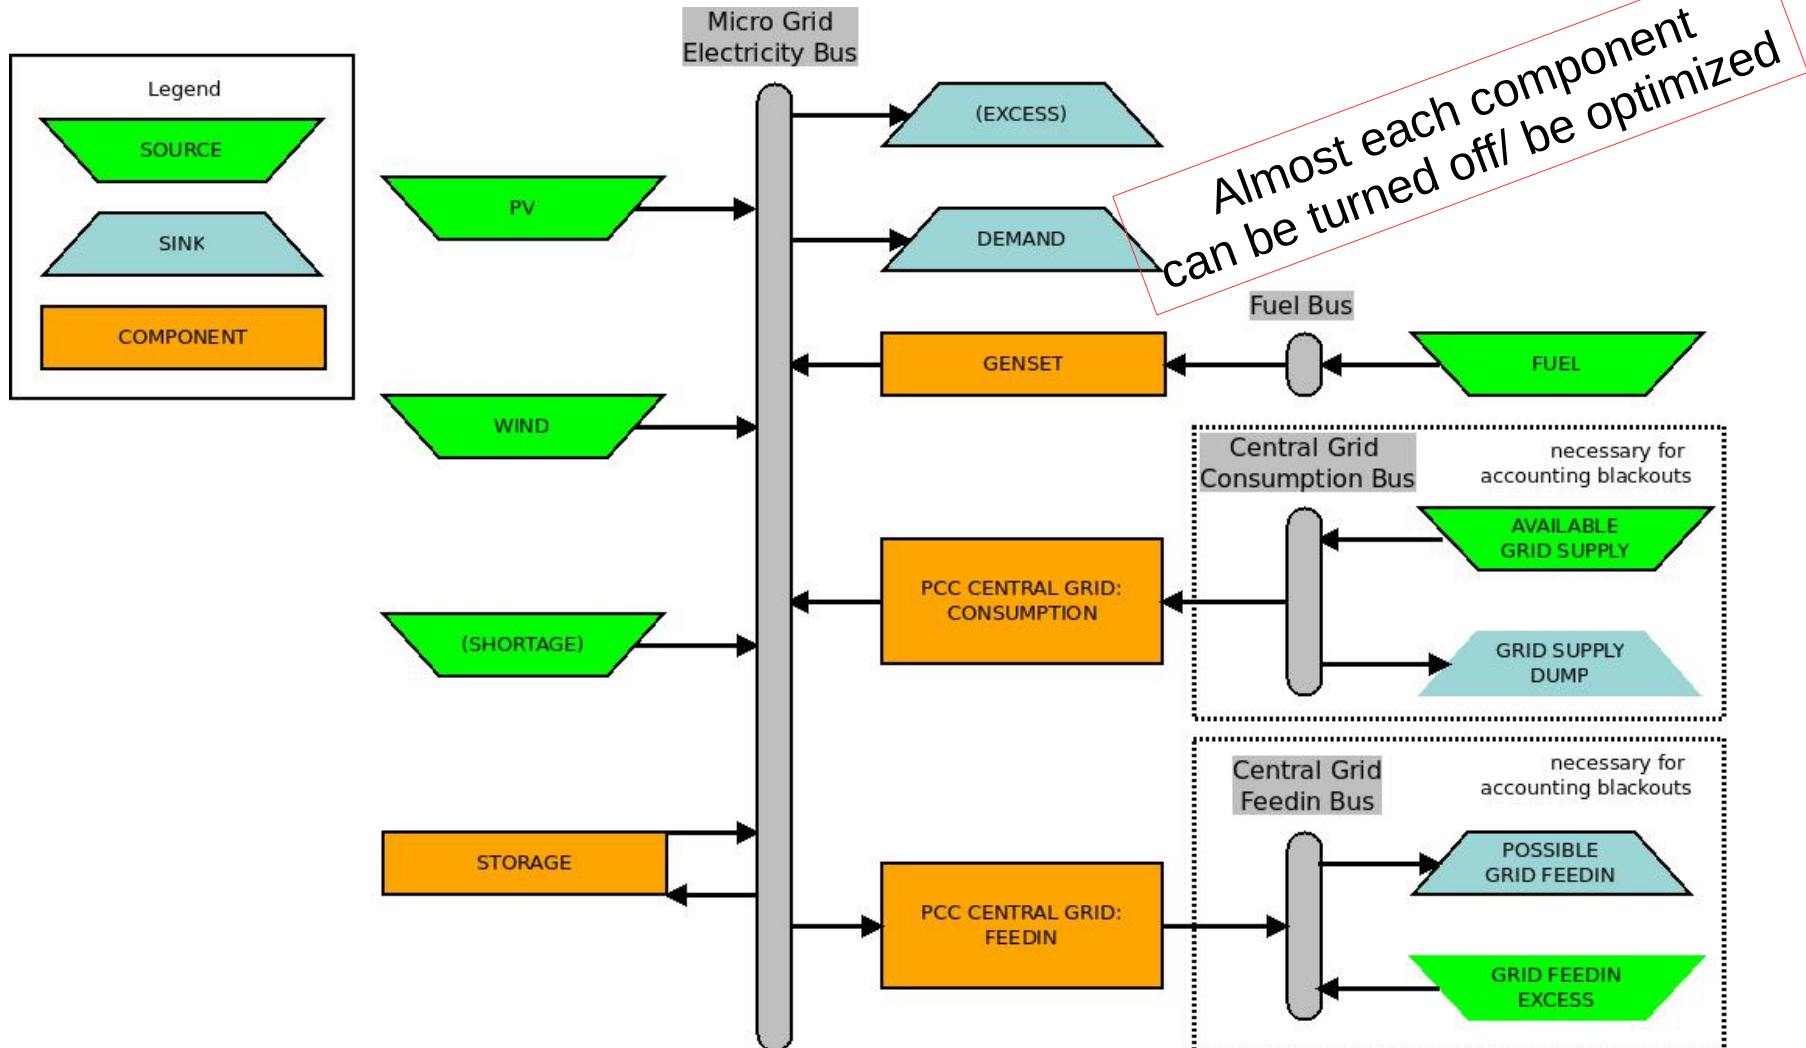 Micro Grid
Electricity Bus
Almost each component
can be turned off/ be optimized
Legend
SOURCE
SINK
COMPONENT
(EXCESS)
PV
DEMAND
Fuel Bus
GENSET
FUEL
WIND
Central Grid
Consumption Bus
necessary for
accounting blackouts
AVAILABLE
GRID SUPPLY
PCC CENTRAL GRID:
CONSUMPTION
(SHORTAGE)
GRID SUPPLY
DUMP
Central Grid
Feedin Bus
necessary for
accounting blackouts
STORAGE
POSSIBLE
GRID FEEDIN
PCC CENTRAL GRID:
FEEDIN
GRID FEEDIN
EXCESS